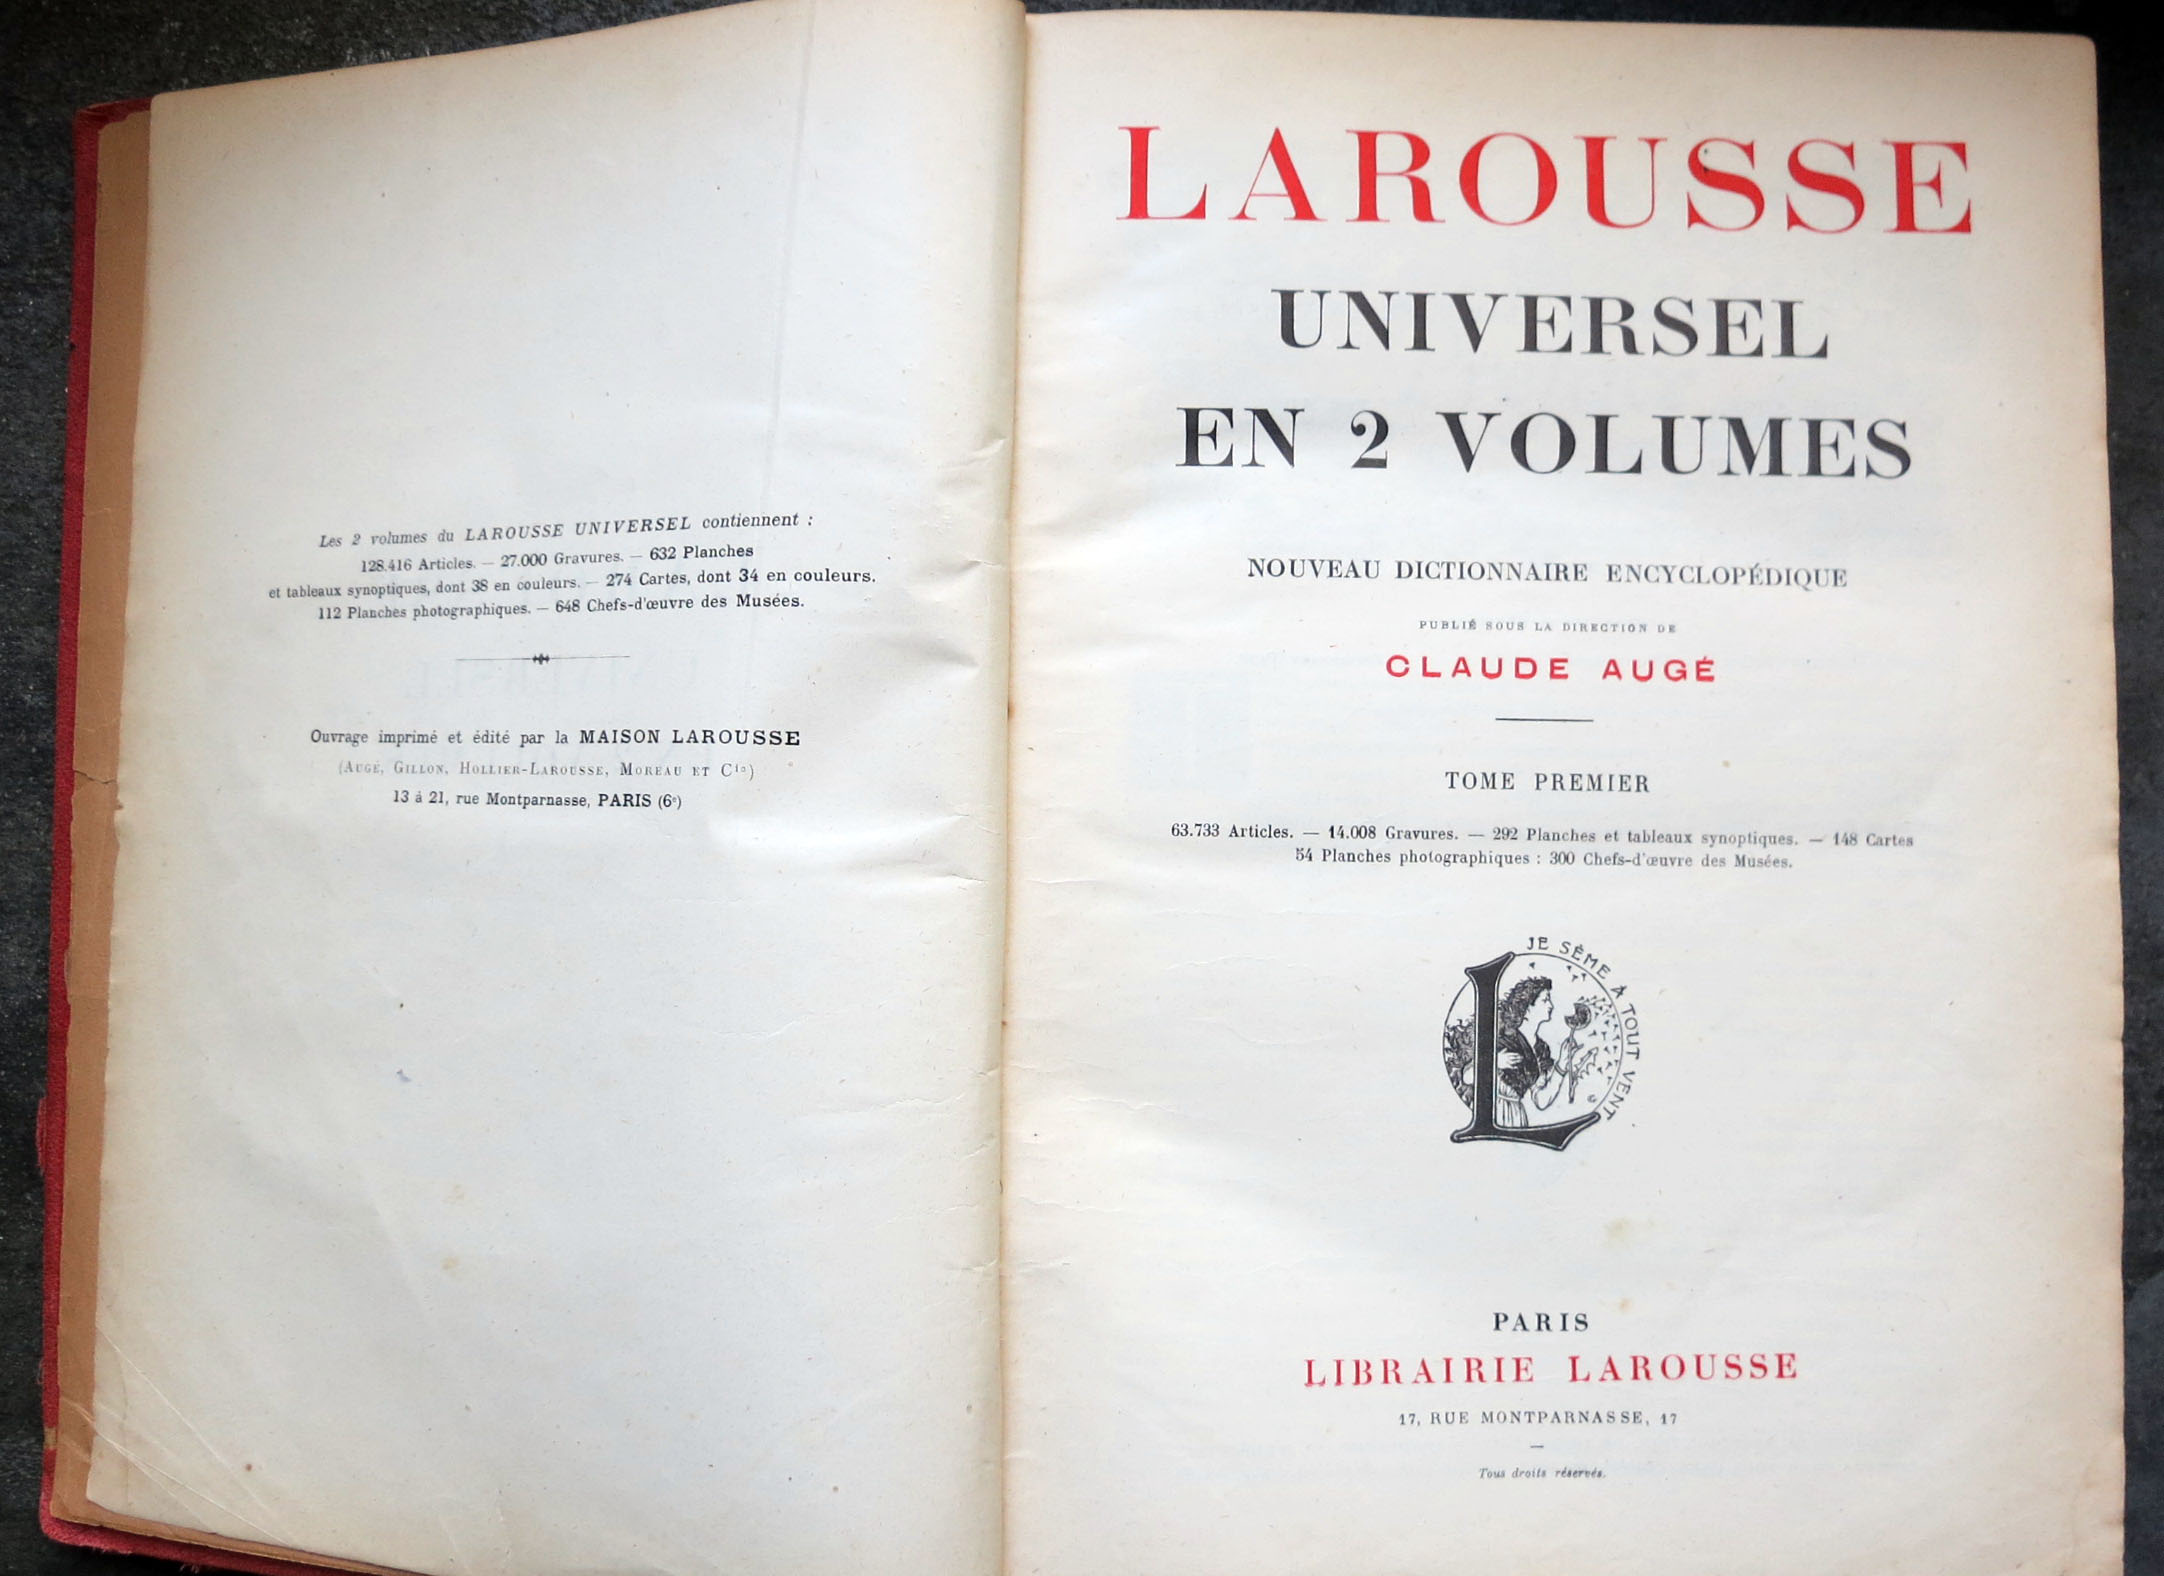 Les 2 volumes du LAROUSSE UNIVERSEL contiennent :
128.416 Articles. — 27.000 Gravures. — 632 Planches
et tableaux synoptiques, dont 38 en couleurs. — 274 Cartes, dont 34 en couleurs.
112 Planches photographiques. — 648 Chefs-d'œuvre des Musées.
Ouvrage imprimé et édité par la MAISON LAROUSSE
(AUGÉ, GILLON, HOLLIER-LAROUSSE, MOREAU ET Cie)
13 à 21, rue Montparnasse, PARIS (6e)
LAROUSSE
UNIVERSEL
EN 2 VOLUMES
NOUVEAU DICTIONNAIRE ENCYCLOPÉDIQUE
PUBLIÉ SOUS LA DIRECTION DE
CLAUDE AUGÉ
TOME PREMIER
63.733 Articles. — 14.008 Gravures. — 292 Planches et tableaux synoptiques. — 148 Cartes
54 Planches photographiques : 300 Chefs-d'œuvre des Musées.
JE SÈME À TOUT VENT
L
PARIS
LIBRAIRIE LAROUSSE
17, RUE MONTPARNASSE, 17
Tous droits réservés.